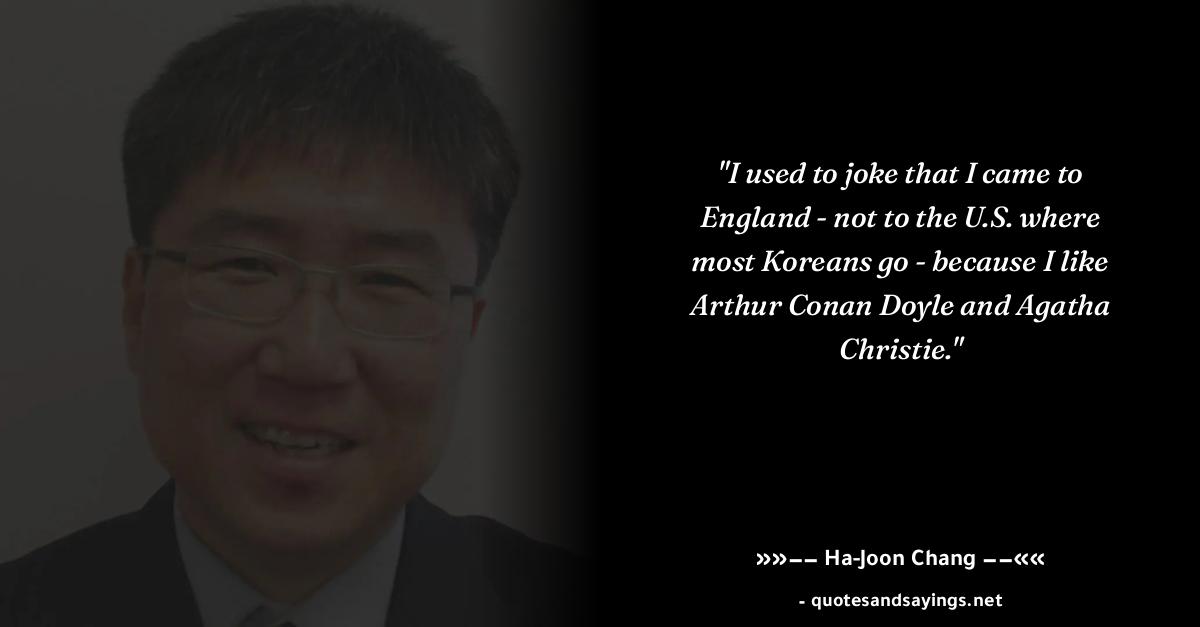 "I used to joke that I came to
England - not to the U.S. where
most Koreans go - because I like
Arthur Conan Doyle and Agatha
Christie."
»»−− Ha-Joon Chang −−««
- quotesandsayings.net